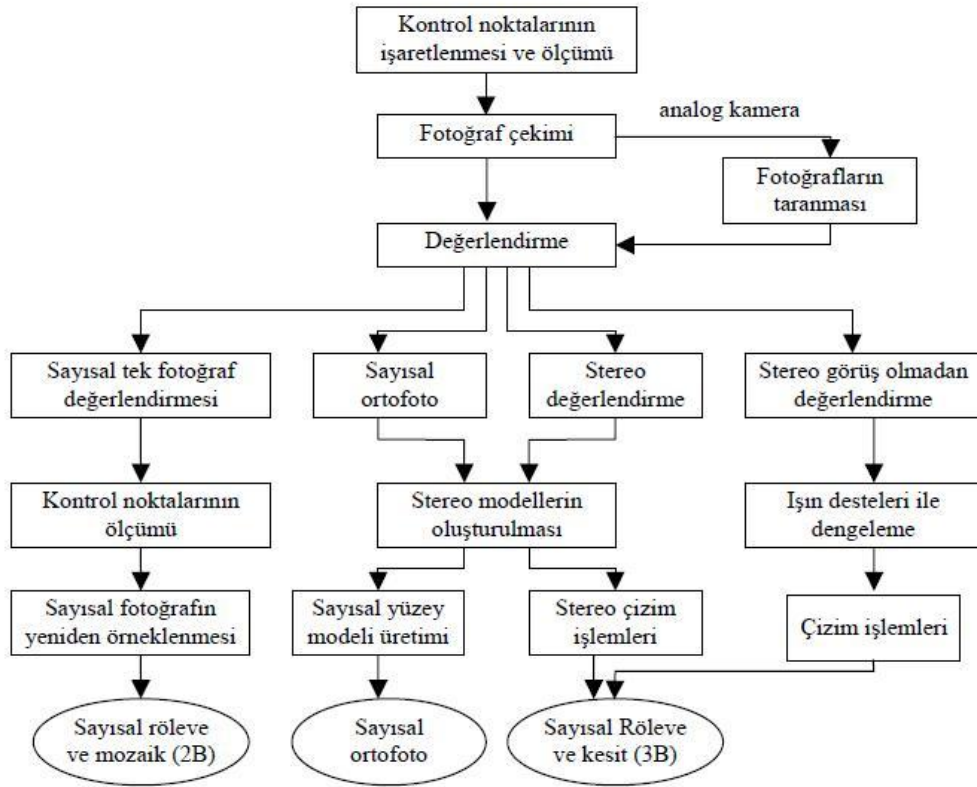 Kontrol noktalarının
işaretlenmesi ve ölçümü
analog kamera
Fotoğraf çekimi
Fotoğrafların
taranması
Değerlendirme
Sayısal tek fotoğraf
değerlendirmesi
Sayısal
ortofoto
Stereo
değerlendirme
Stereo görüş olmadan
değerlendirme
Kontrol noktalarının
ölçümü
Stereo modellerin
oluşturulması
Işın desteleri ile
dengeleme
Sayısal fotoğrafın
yeniden örneklenmesi
Sayısal yüzey
modeli üretimi
Stereo çizim
işlemleri
Çizim işlemleri
Sayısal röleve
ve mozaik (2B)
Sayısal
ortofoto
Sayısal Röleve
ve kesit (3B)